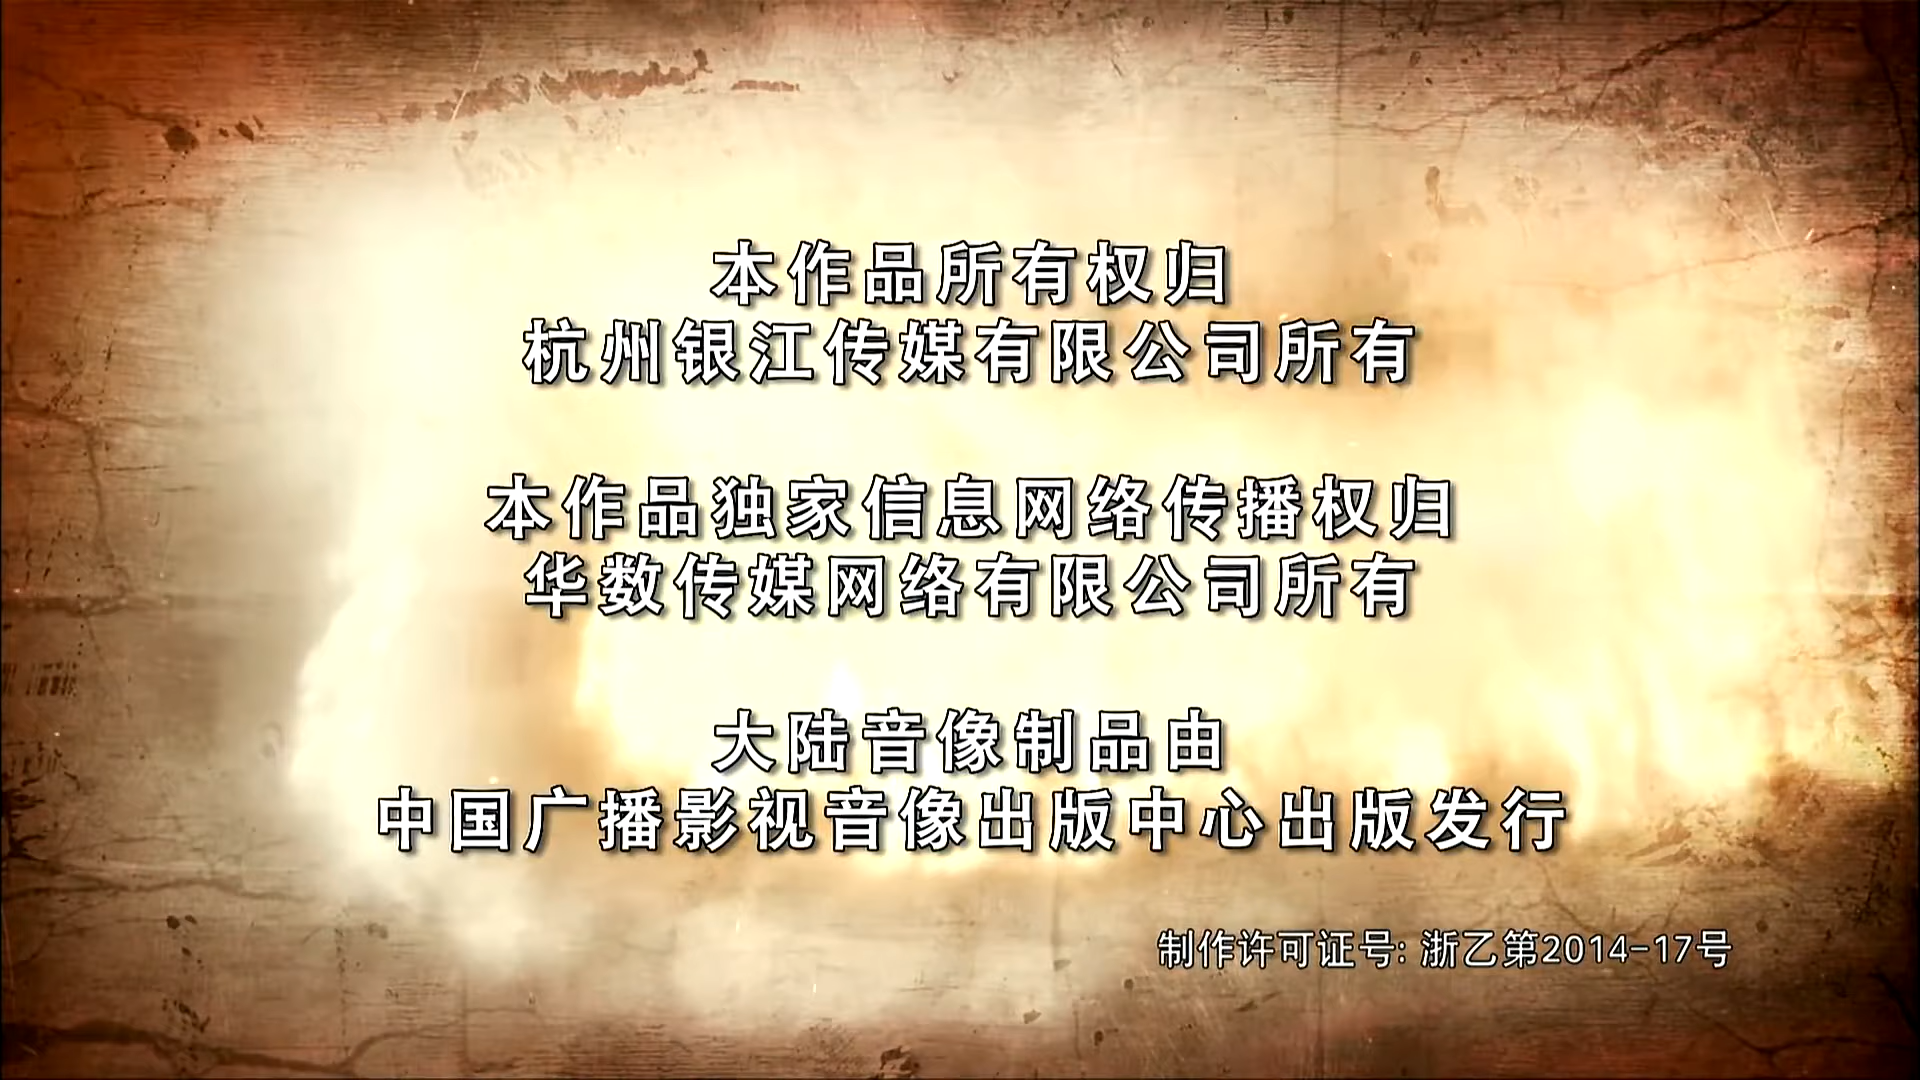 本作品所有权归
杭州银江传媒有限公司所有
本作品独家信息网络传播权归
华数传媒网络有限公司所有
大陆音像制品由
中国广播影视音像出版中心出版发行
制作许可证号: 浙乙第2014-17号